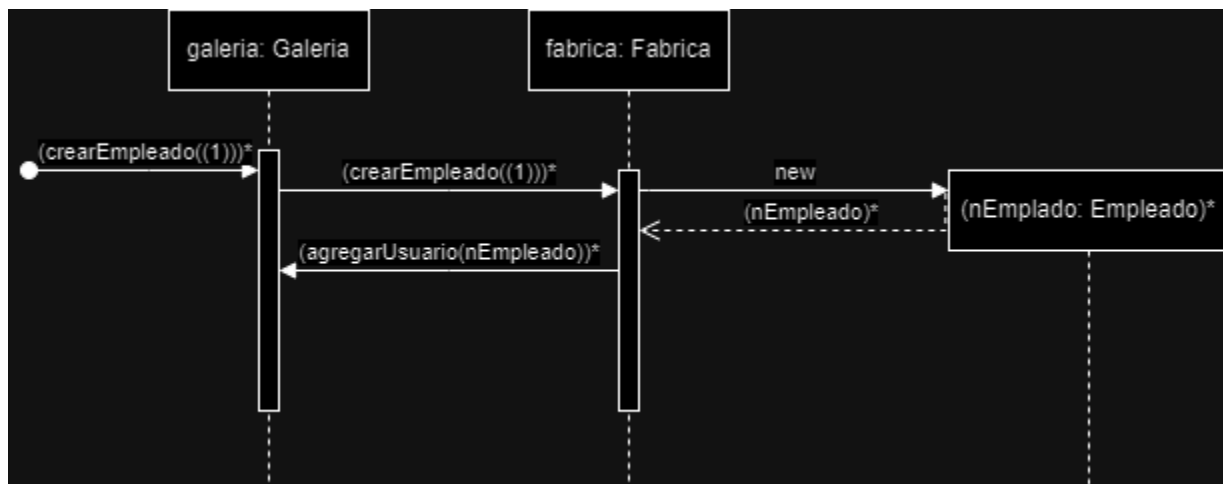 galeria: Galeria
fabrica: Fabrica
(crearEmpleado((1)))*
(crearEmpleado((1)))*
new
(nEmplado: Empleado)*
(nEmpleado)*
(agregarUsuario(nEmpleado))*